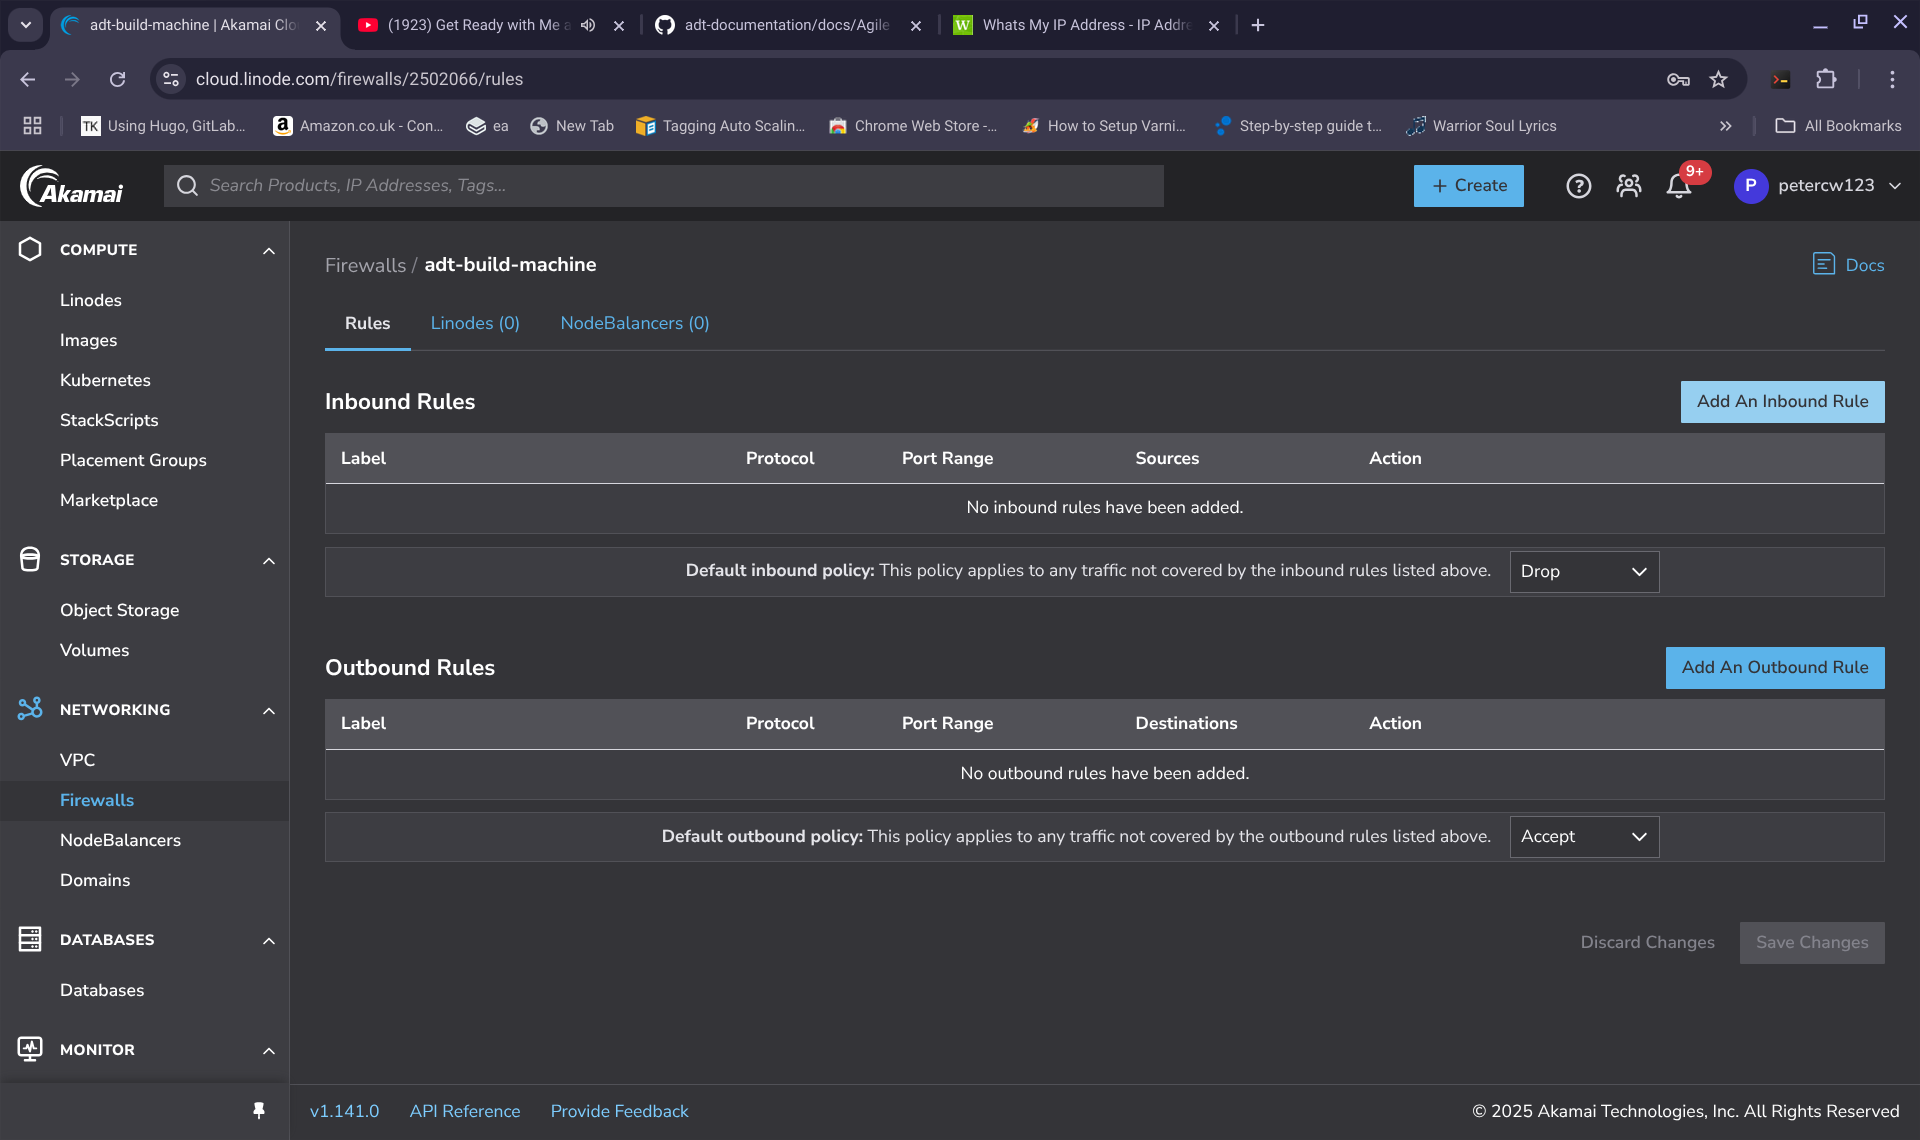 adt-build-machine | Akamai Clo
(1923) Get Ready with Me a
adt-documentation/docs/Agile
W Whats My IP Address - IP Addre
cloud.linode.com/firewalls/2502066/rules
TK Using Hugo, GitLab...
a Amazon.co.uk - Con...
ea
New Tab
Tagging Auto Scalin...
Chrome Web Store -...
How to Setup Varni...
Step-by-step guide t...
Warrior Soul Lyrics
All Bookmarks
Akamai
Search Products, IP Addresses, Tags...
+ Create
9+
P petercw123
COMPUTE
Linodes
Images
Kubernetes
StackScripts
Placement Groups
Marketplace
STORAGE
Object Storage
Volumes
NETWORKING
VPC
Firewalls
NodeBalancers
Domains
DATABASES
Databases
MONITOR
Firewalls / adt-build-machine
Docs
Rules Linodes (0) NodeBalancers (0)
Inbound Rules
Add An Inbound Rule
Label Protocol Port Range Sources Action
No inbound rules have been added.
Default inbound policy: This policy applies to any traffic not covered by the inbound rules listed above. Drop
Outbound Rules
Add An Outbound Rule
Label Protocol Port Range Destinations Action
No outbound rules have been added.
Default outbound policy: This policy applies to any traffic not covered by the outbound rules listed above. Accept
Discard Changes Save Changes
v1.141.0 API Reference Provide Feedback
© 2025 Akamai Technologies, Inc. All Rights Reserved